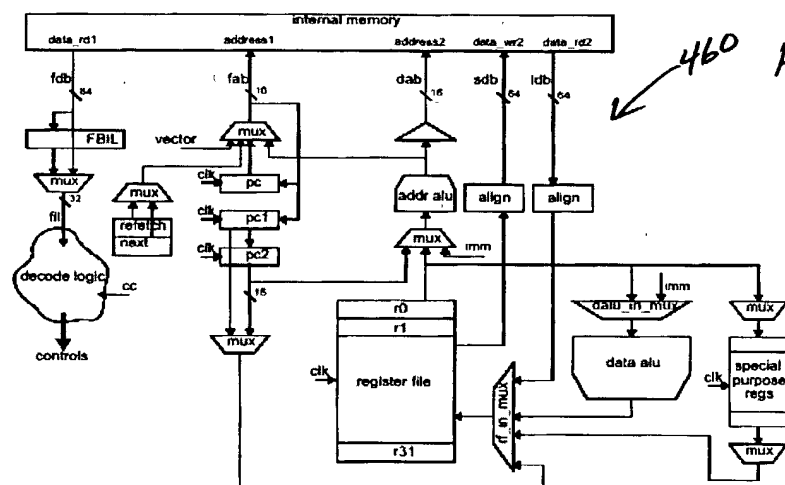 internal memory
data_rd1
address1
address2
data_wr2
data_rd2
460
fdb
64
fab
16
dab
16
sdb
64
ldb
64
FBIL
vector
mux
mux
32
fil
mux
refetch
next
clk
pc
clk
pc1
clk
pc2
16
addr alu
align
align
mux
imm
decode logic
cc
controls
mux
r0
r1
clk
register file
r31
rf_in_mux
imm
dalu_in_mux
data alu
mux
clk
special
purpose
regs
mux